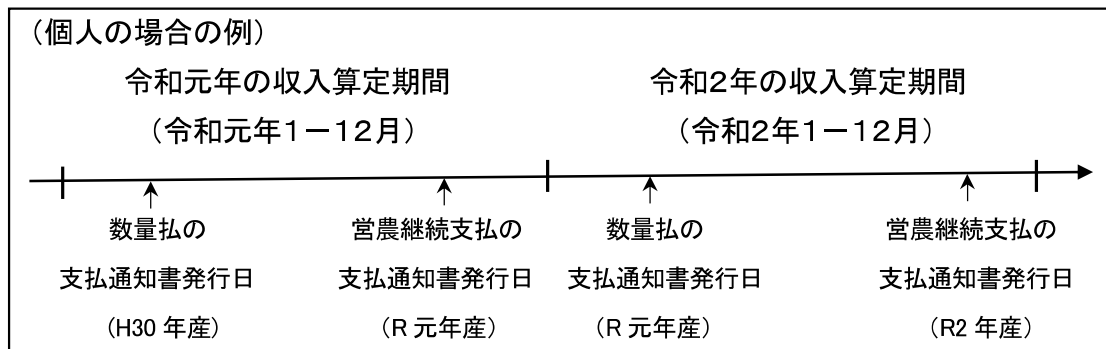 （個人の場合の例）
令和元年の収入算定期間
（令和元年１－１２月）
令和２年の収入算定期間
（令和２年１－１２月）
数量払の
支払通知書発行日
（H30 年産）
営農継続支払の
支払通知書発行日
（R 元年産）
数量払の
支払通知書発行日
（R 元年産）
営農継続支払の
支払通知書発行日
（R2 年産）